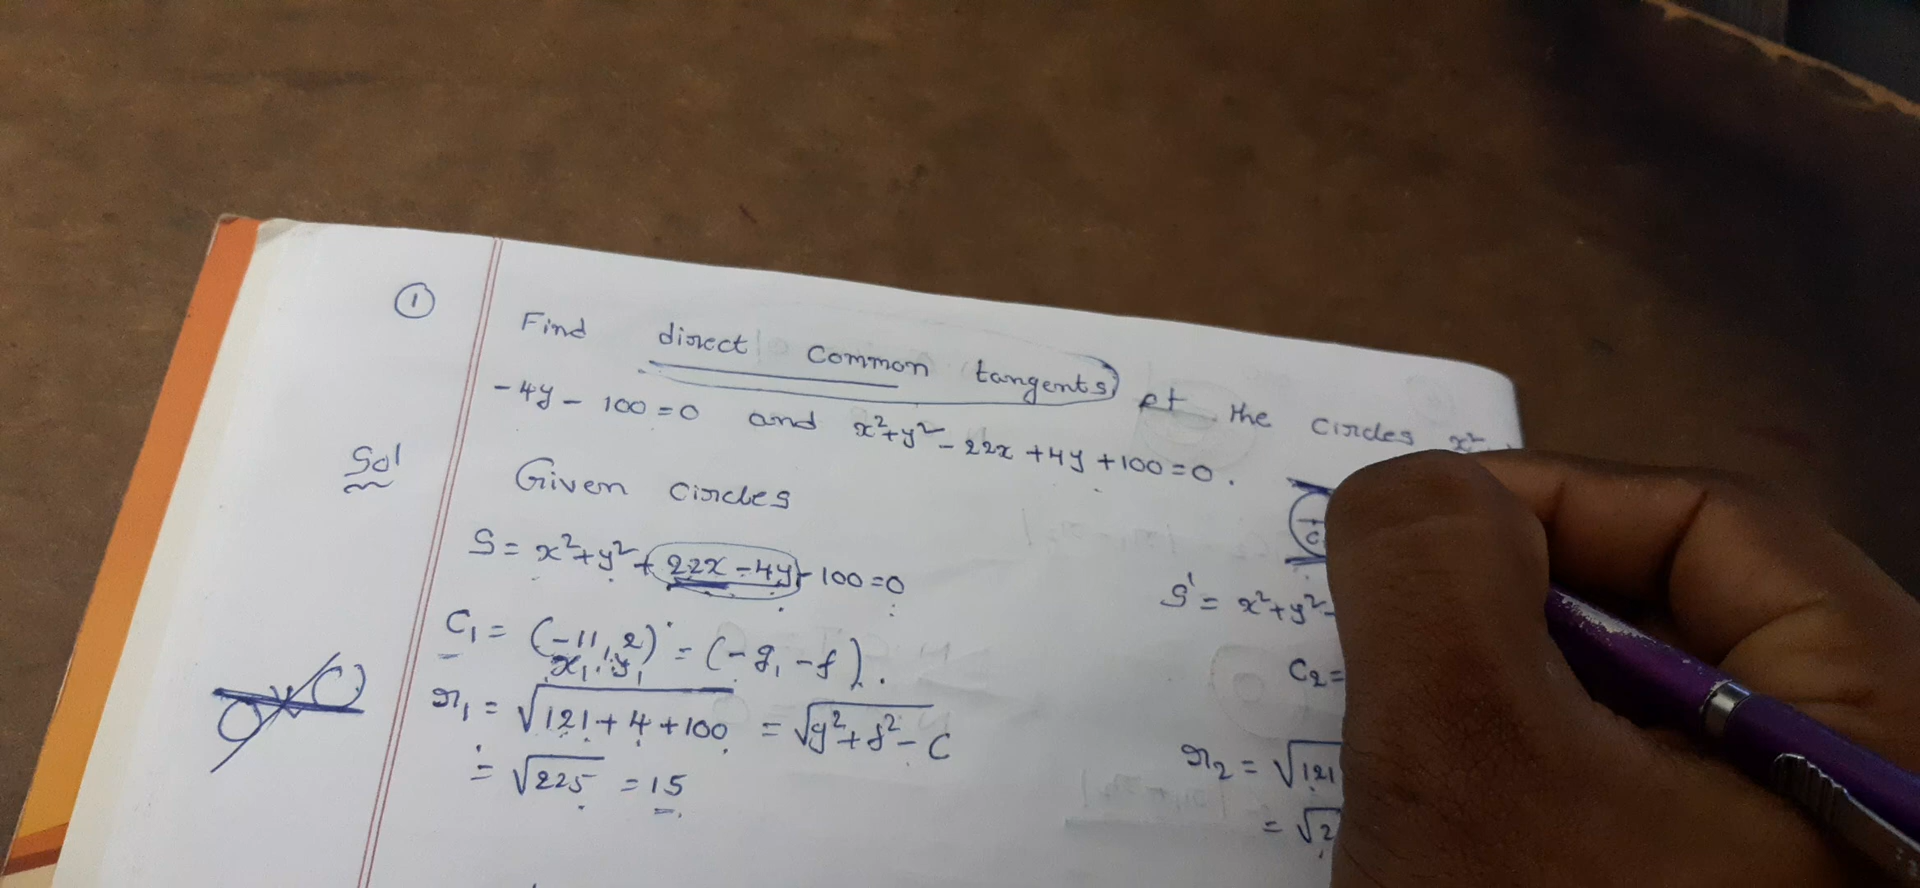 ①
Find direct common tangents of the circles x²
-4y - 100 = 0 and x²+y² - 22x + 4y + 100 = 0.
Sol
Given circles
S = x²+y²+22x - 4y - 100 = 0
S' = x²+y²-
C₁ = (-11, 2) = (-g, -f).
x₁, y₁
C₂ =
r₁ = √121 + 4 + 100 = √g²+f² - c
r₂ = √121
= √225 = 15
= √2